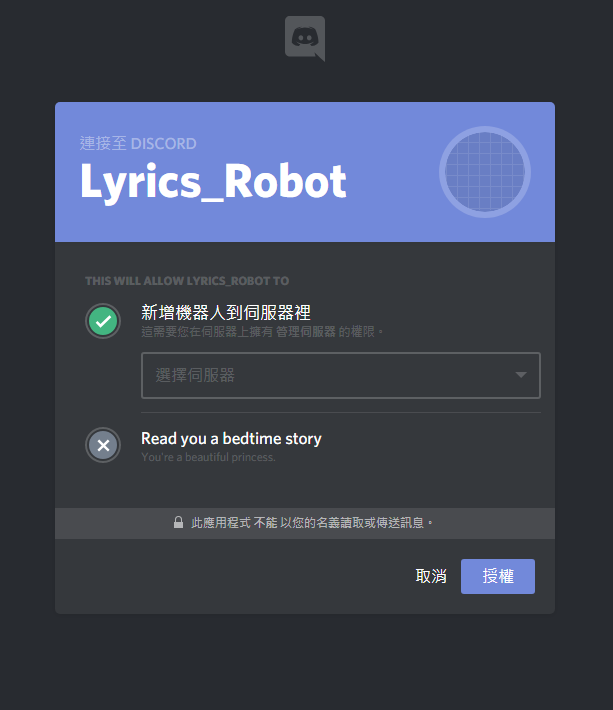 連接至 DISCORD
Lyrics_Robot
THIS WILL ALLOW LYRICS_ROBOT TO
新增機器人到伺服器裡
這需要您在伺服器上擁有 管理伺服器 的權限。
選擇伺服器
Read you a bedtime story
You're a beautiful princess.
此應用程式 不能 以您的名義讀取或傳送訊息。
取消 授權